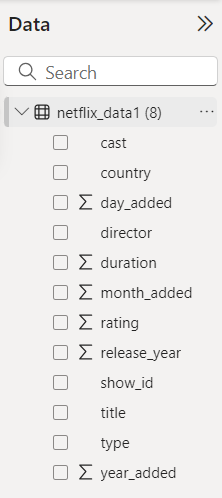 Data
Search
netflix_data1 (8)
cast
country
day_added
director
duration
month_added
rating
release_year
show_id
title
type
year_added